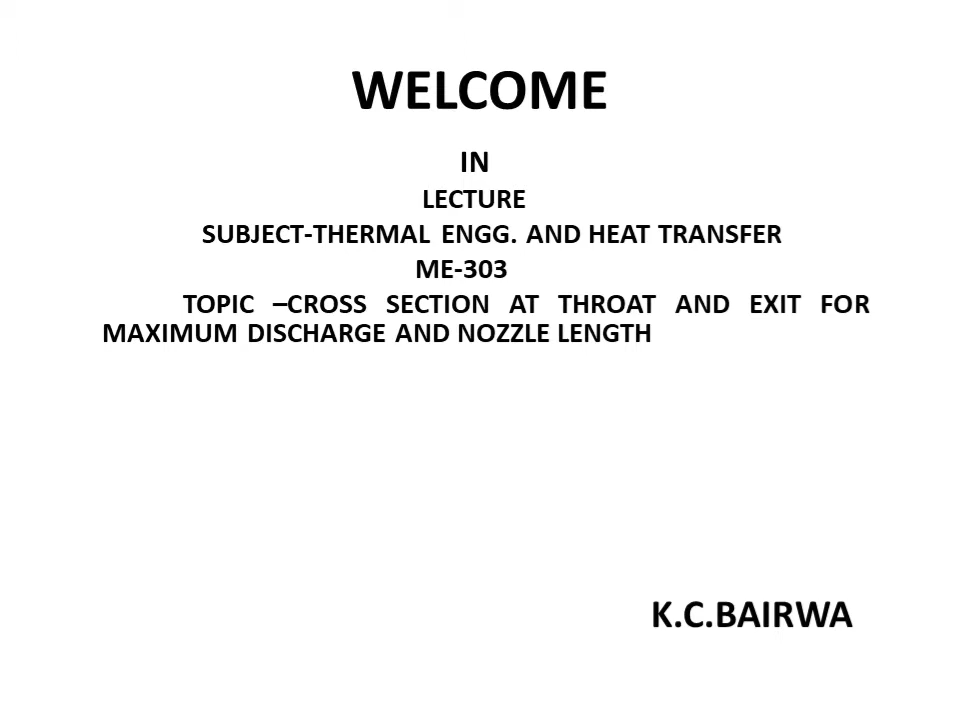 WELCOME
IN
LECTURE
SUBJECT-THERMAL ENGG. AND HEAT TRANSFER
ME-303
TOPIC –CROSS SECTION AT THROAT AND EXIT FOR
MAXIMUM DISCHARGE AND NOZZLE LENGTH
K.C.BAIRWA